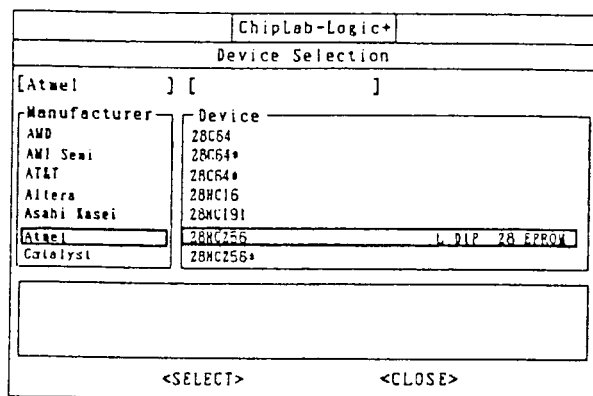 ChipLab-Logic+
Device Selection
[Atmel ] [ ]
Manufacturer
AMD
AMI Semi
AT&T
Altera
Asahi Kasei
Atmel
Catalyst
Device
28C64
28C64*
28C64*
28HC16
28HC191
28HC256 L DIP 28 EPROM
28HC256*
<SELECT> <CLOSE>